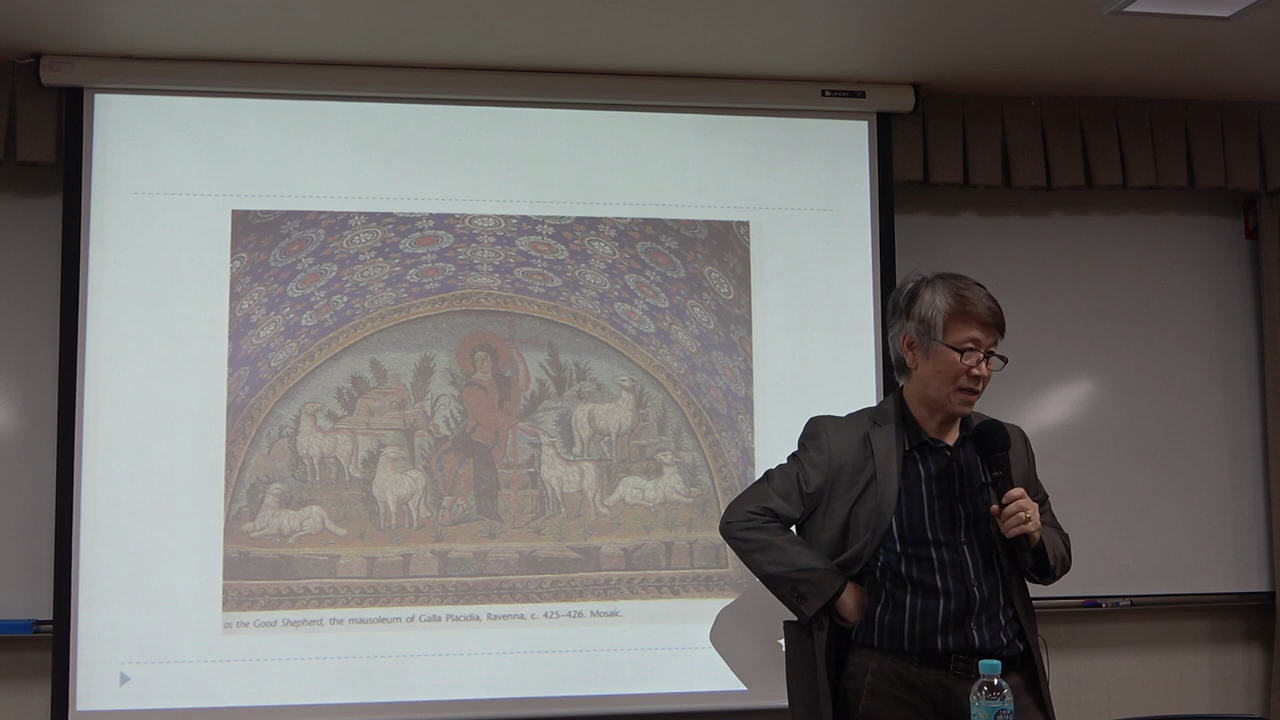 as the Good Shepherd, the mausoleum of Galla Placidia, Ravenna, c. 425–426. Mosaic.